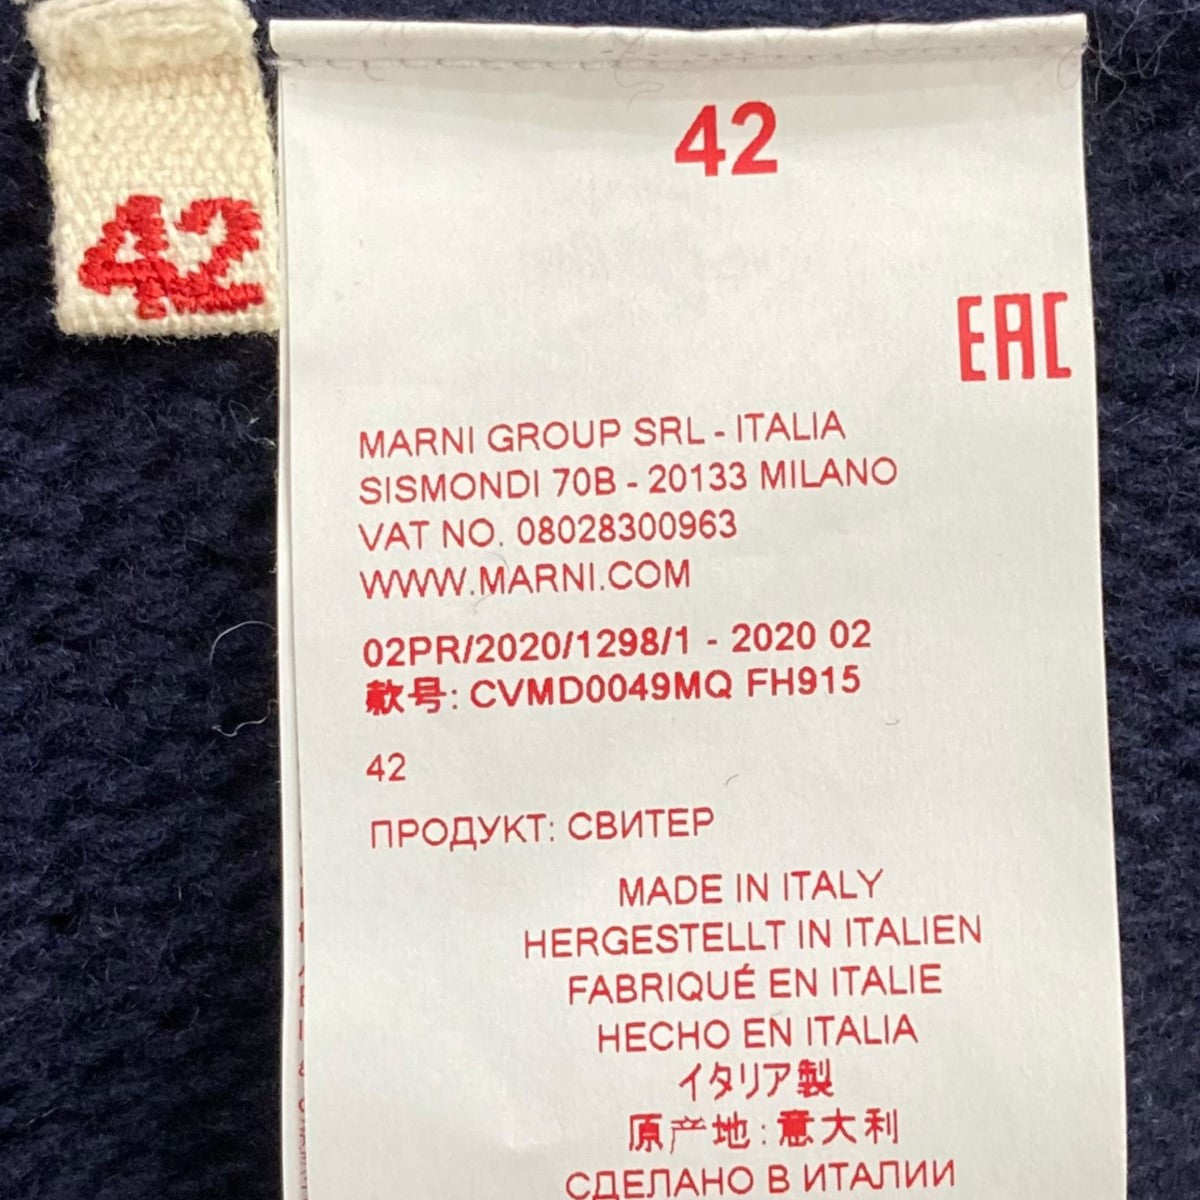 42
42
EAC
MARNI GROUP SRL - ITALIA
SISMONDI 70B - 20133 MILANO
VAT NO. 08028300963
WWW.MARNI.COM
02PR/2020/1298/1 - 2020 02
款号: CVMD0049MQ FH915
42
ПРОДУКТ: СВИТЕР
MADE IN ITALY
HERGESTELLT IN ITALIEN
FABRIQUÉ EN ITALIE
HECHO EN ITALIA
イタリア製
原产地:意大利
СДЕЛАНО В ИТАЛИИ